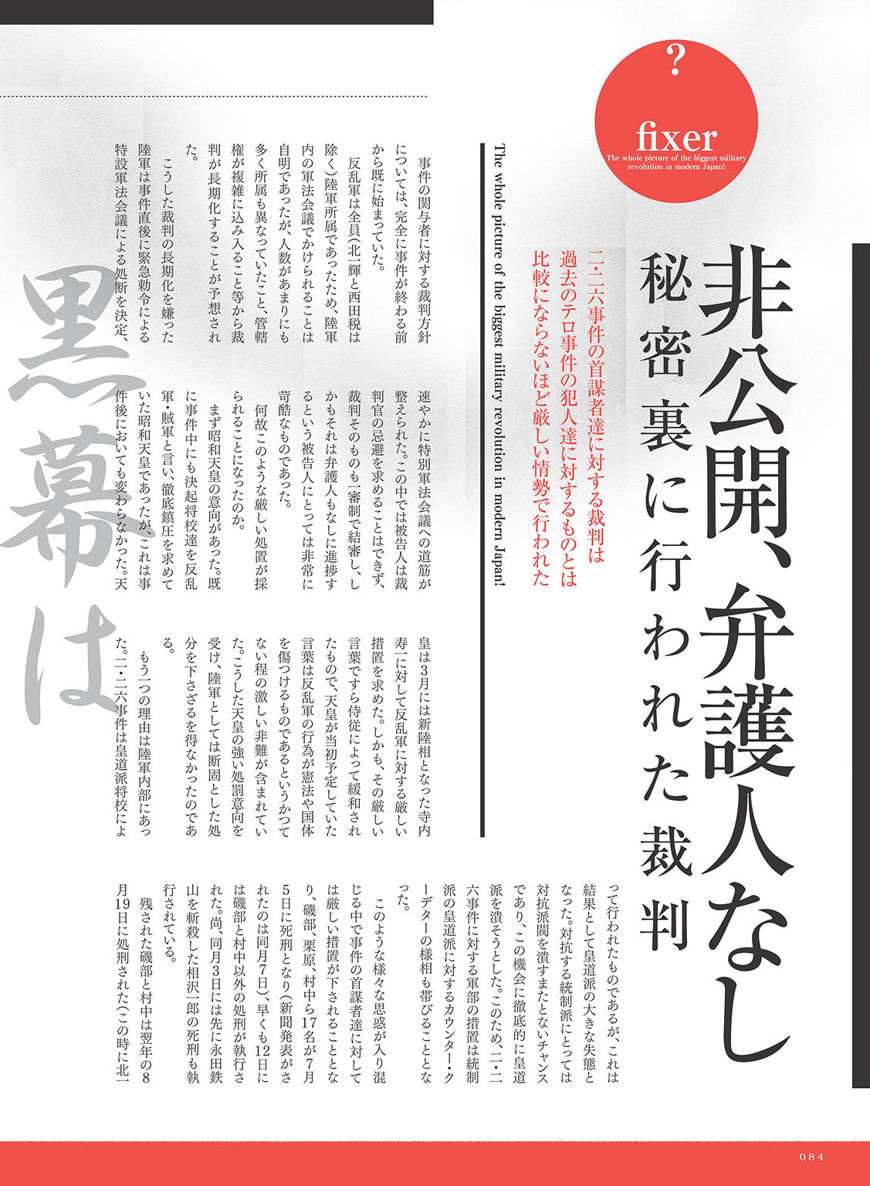 ?
fixer
The whole picture of the biggest military
revolution in modern Japan!
非公開、弁護人なし
秘密裏に行われた裁判
二・二六事件の首謀者達に対する裁判は
過去のテロ事件の犯人達に対するものとは
比較にならないほど厳しい情勢で行われた
The whole picture of the biggest military revolution in modern Japan!
事件の関与者に対する裁判方針
については、完全に事件が終わる前
から既に始まっていた。
反乱軍は全員(北一輝と西田税は
除く)陸軍所属であったため、陸軍
内の軍法会議でかけられることは
自明であったが、人数があまりにも
多く所属も異なっていたこと、管轄
権が複雑に込み入ること等から裁
判が長期化することが予想され
た。
こうした裁判の長期化を嫌った
陸軍は事件直後に緊急勅令による
特設軍法会議による処断を決定、
速やかに特別軍法会議への道筋が
整えられた。この中では被告人は裁
判官の忌避を求めることはできず、
裁判そのものも一審制で結審し、し
かもそれは弁護人もなしに進捗す
るという被告人にとっては非常に
苛酷なものであった。
何故このような厳しい処置が採
られることになったのか。
まず昭和天皇の意向があった。既
に事件中にも決起将校達を反乱
軍・賊軍と言い、徹底鎮圧を求めて
いた昭和天皇であったが、これは事
件後においても変わらなかった。天
皇は3月には新陸相となった寺内
寿一に対して反乱軍に対する厳しい
措置を求めた。しかも、その厳しい
言葉ですら侍従によって緩和され
たもので、天皇が当初予定していた
言葉は反乱軍の行為が憲法や国体
を傷つけるものであるというかつて
ない程の激しい非難が含まれてい
た。こうした天皇の強い処罰意向を
受け、陸軍としては断固とした処
分を下さざるを得なかったのであ
る。
もう一つの理由は陸軍内部にあっ
た。二・二六事件は皇道派将校によ
って行われたものであるが、これは
結果として皇道派の大きな失態と
なった。対抗する統制派にとっては
対抗派閥を潰すまたとないチャンス
であり、この機会に徹底的に皇道
派を潰そうとした。このため、二・二
六事件に対する軍部の措置は統制
派の皇道派に対するカウンター・ク
ーデターの様相も帯びることとな
った。
このような様々な思惑が入り混
じる中で事件の首謀者達に対して
は厳しい措置が下されることとな
り、磯部、栗原、村中ら17名が7月
5日に死刑となり(新聞発表がさ
れたのは同月7日)、早くも12日に
は磯部と村中以外の処刑が執行さ
れた。尚、同月3日には先に永田鉄
山を斬殺した相沢一郎の死刑も執
行されている。
残された磯部と村中は翌年の8
月19日に処刑された(この時に北一
黒幕は
084